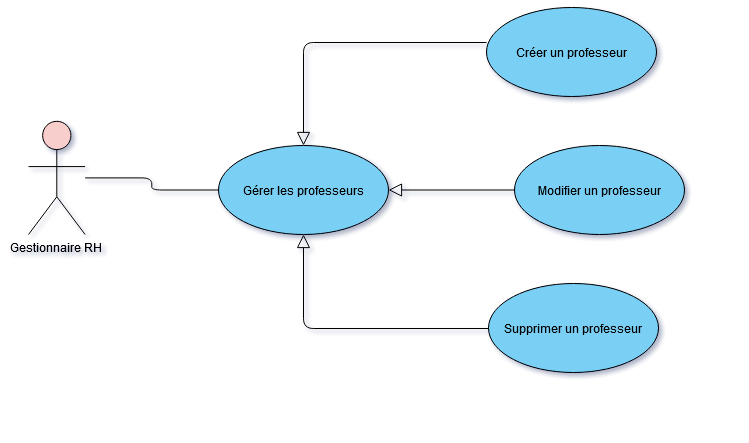 Créer un professeur
Gérer les professeurs
Modifier un professeur
Gestionnaire RH
Supprimer un professeur